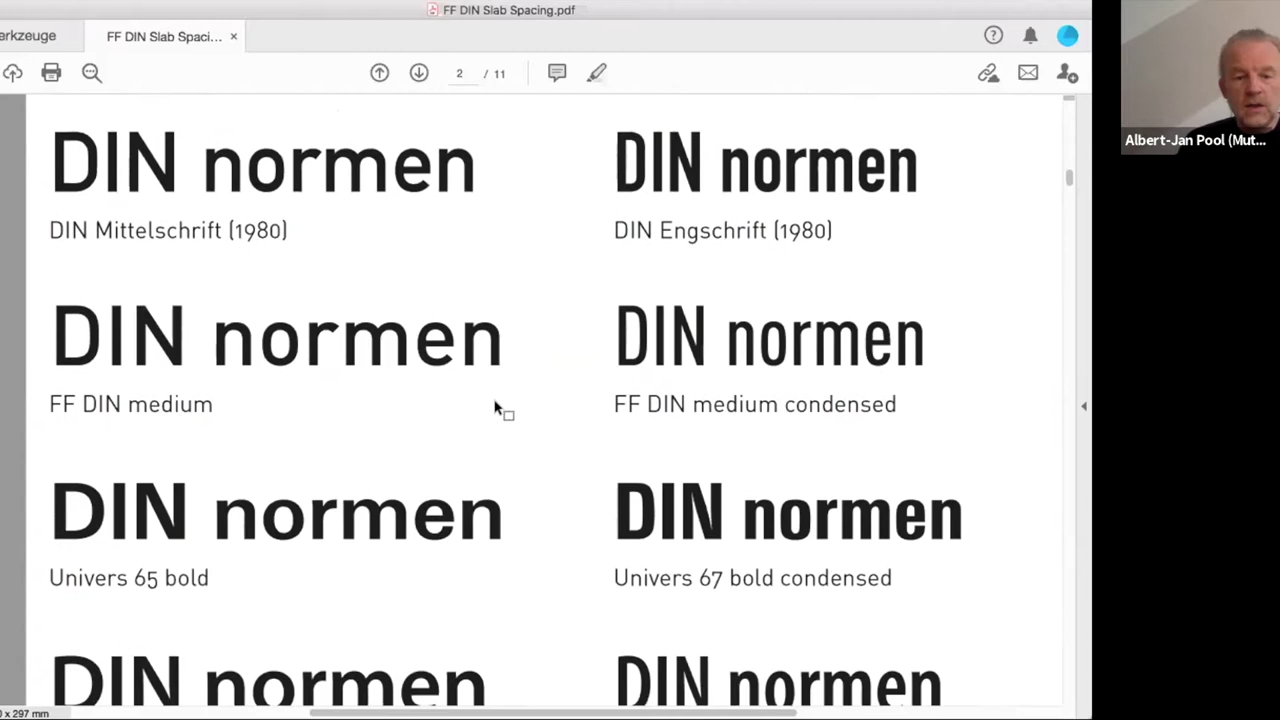 FF DIN Slab Spacing.pdf
erkzeuge
FF DIN Slab Spaci... ×
2 / 11
DIN normen
DIN normen
DIN Mittelschrift (1980)
DIN Engschrift (1980)
DIN normen
DIN normen
FF DIN medium
FF DIN medium condensed
DIN normen
DIN normen
Univers 65 bold
Univers 67 bold condensed
DIN normen
DIN normen
x 297 mm
Albert-Jan Pool (Mut...